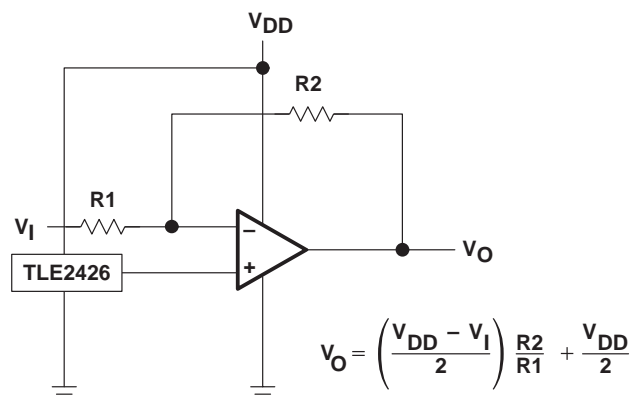 VDD
R2
R1
VI
−
+
TLE2426
VO
VO = ( (VDD − VI) / 2 ) R2/R1 + VDD/2